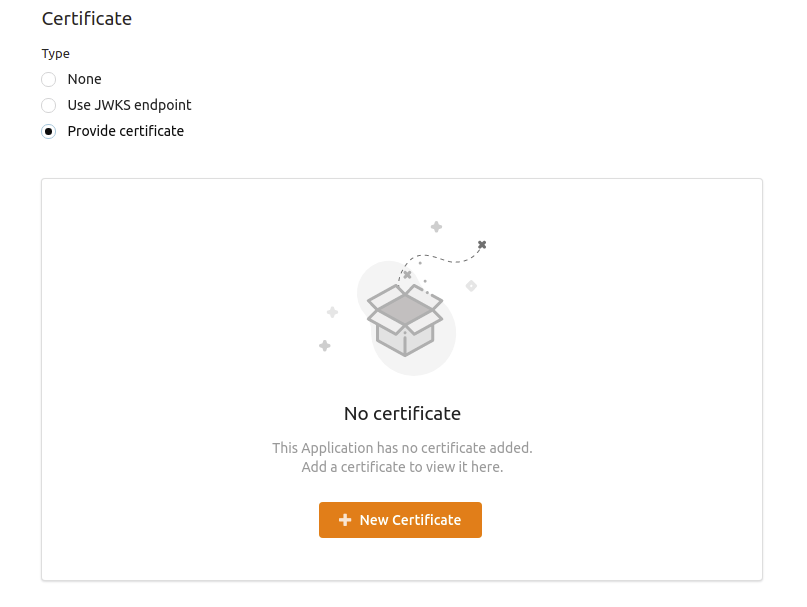 Certificate
Type
None
Use JWKS endpoint
Provide certificate
No certificate
This Application has no certificate added.
Add a certificate to view it here.
New Certificate